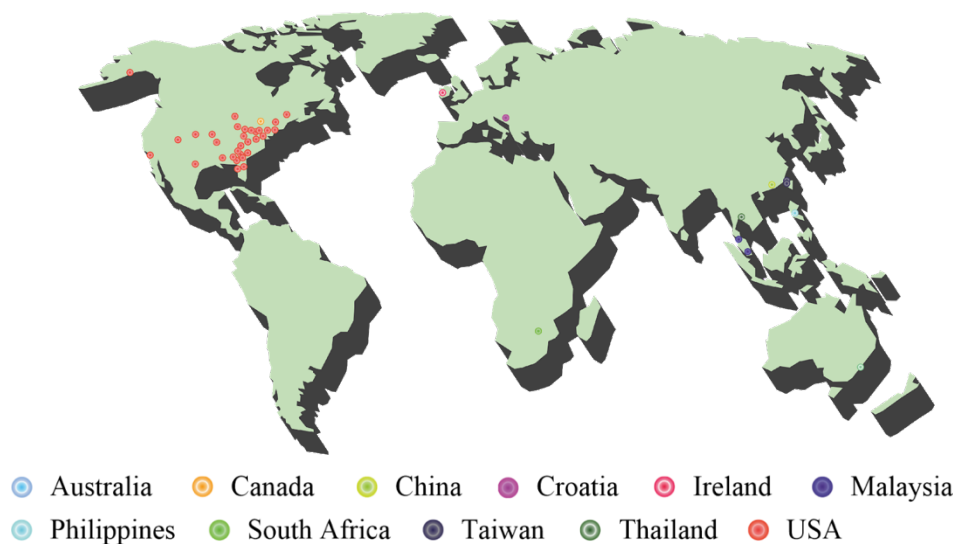 Australia Canada China Croatia Ireland Malaysia
Philippines South Africa Taiwan Thailand USA